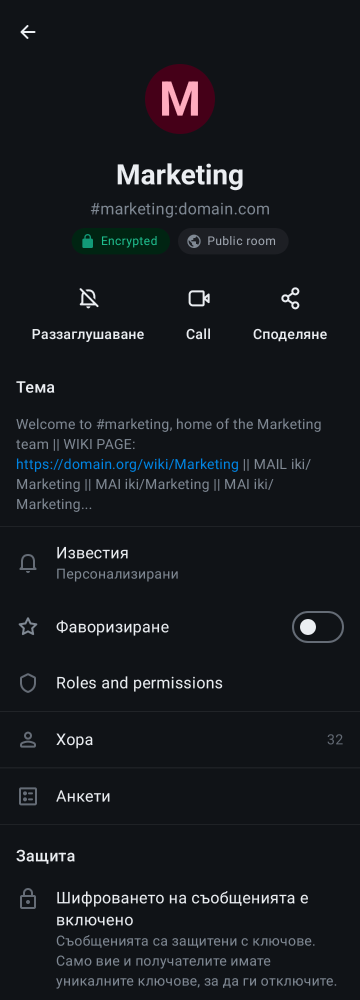 M
Marketing
#marketing:domain.com
Encrypted
Public room
Раззаглушаване
Call
Споделяне
Тема
Welcome to #marketing, home of the Marketing
team || WIKI PAGE:
https://domain.org/wiki/Marketing || MAIL iki/
Marketing || MAI iki/Marketing || MAI iki/
Marketing...
Известия
Персонализирани
Фаворизиране
Roles and permissions
Хора
32
Анкети
Защита
Шифроването на съобщенията е
включено
Съобщенията са защитени с ключове.
Само вие и получателите имате
уникалните ключове, за да ги отключите.